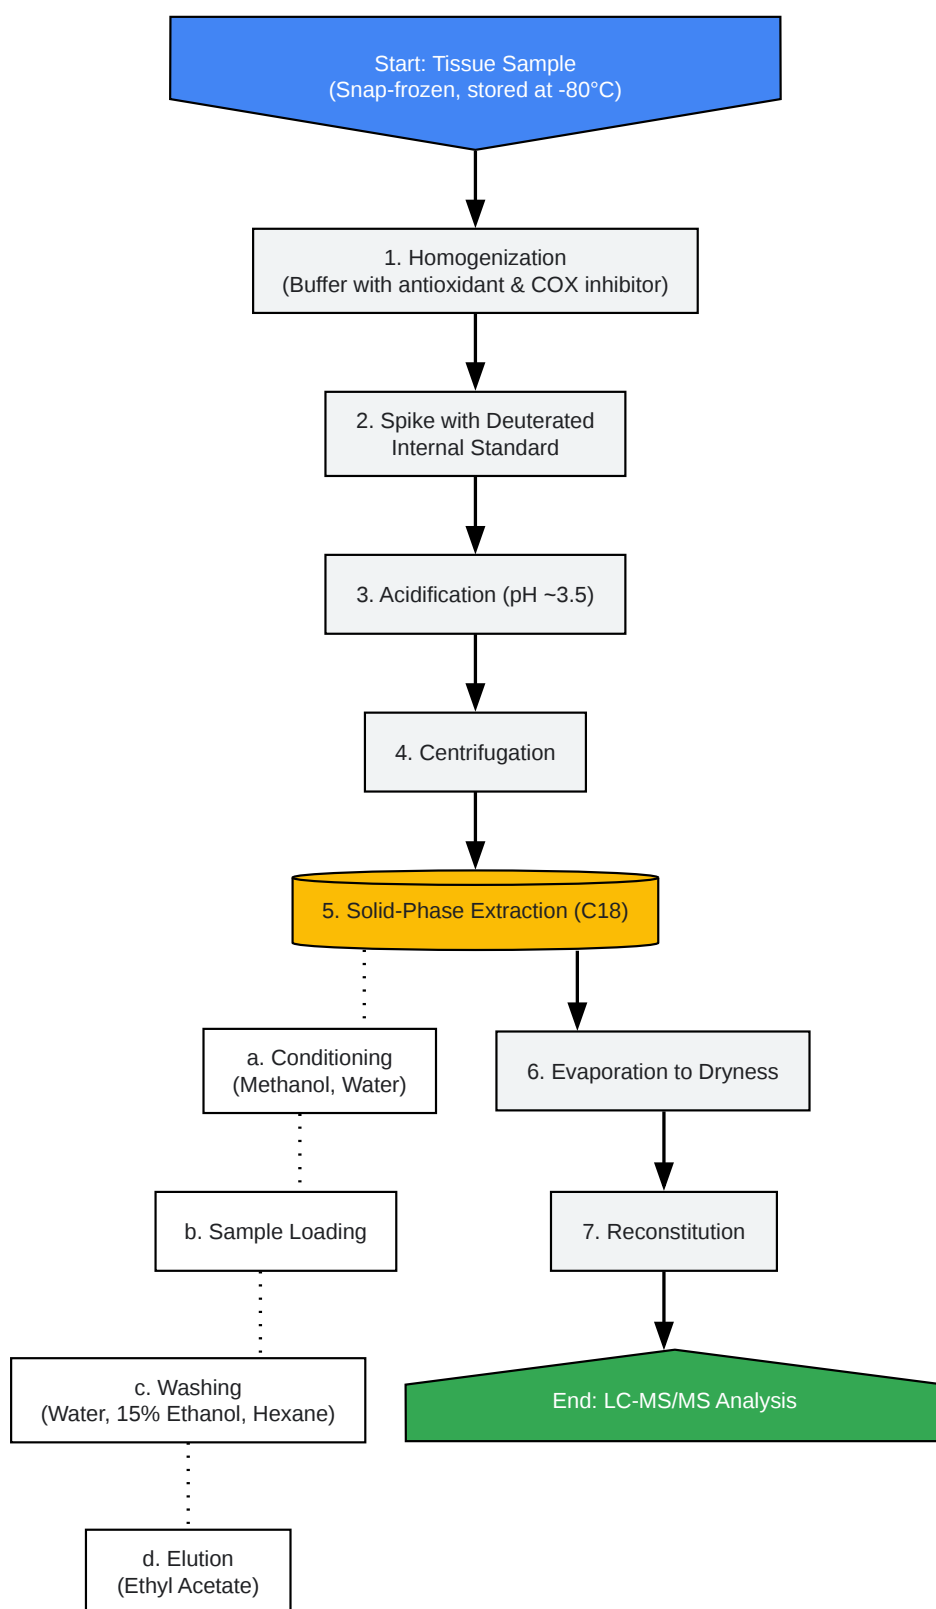 Start: Tissue Sample
(Snap-frozen, stored at -80°C)
1. Homogenization
(Buffer with antioxidant & COX inhibitor)
2. Spike with Deuterated
Internal Standard
3. Acidification (pH ~3.5)
4. Centrifugation
5. Solid-Phase Extraction (C18)
a. Conditioning
(Methanol, Water)
6. Evaporation to Dryness
b. Sample Loading
7. Reconstitution
c. Washing
(Water, 15% Ethanol, Hexane)
End: LC-MS/MS Analysis
d. Elution
(Ethyl Acetate)